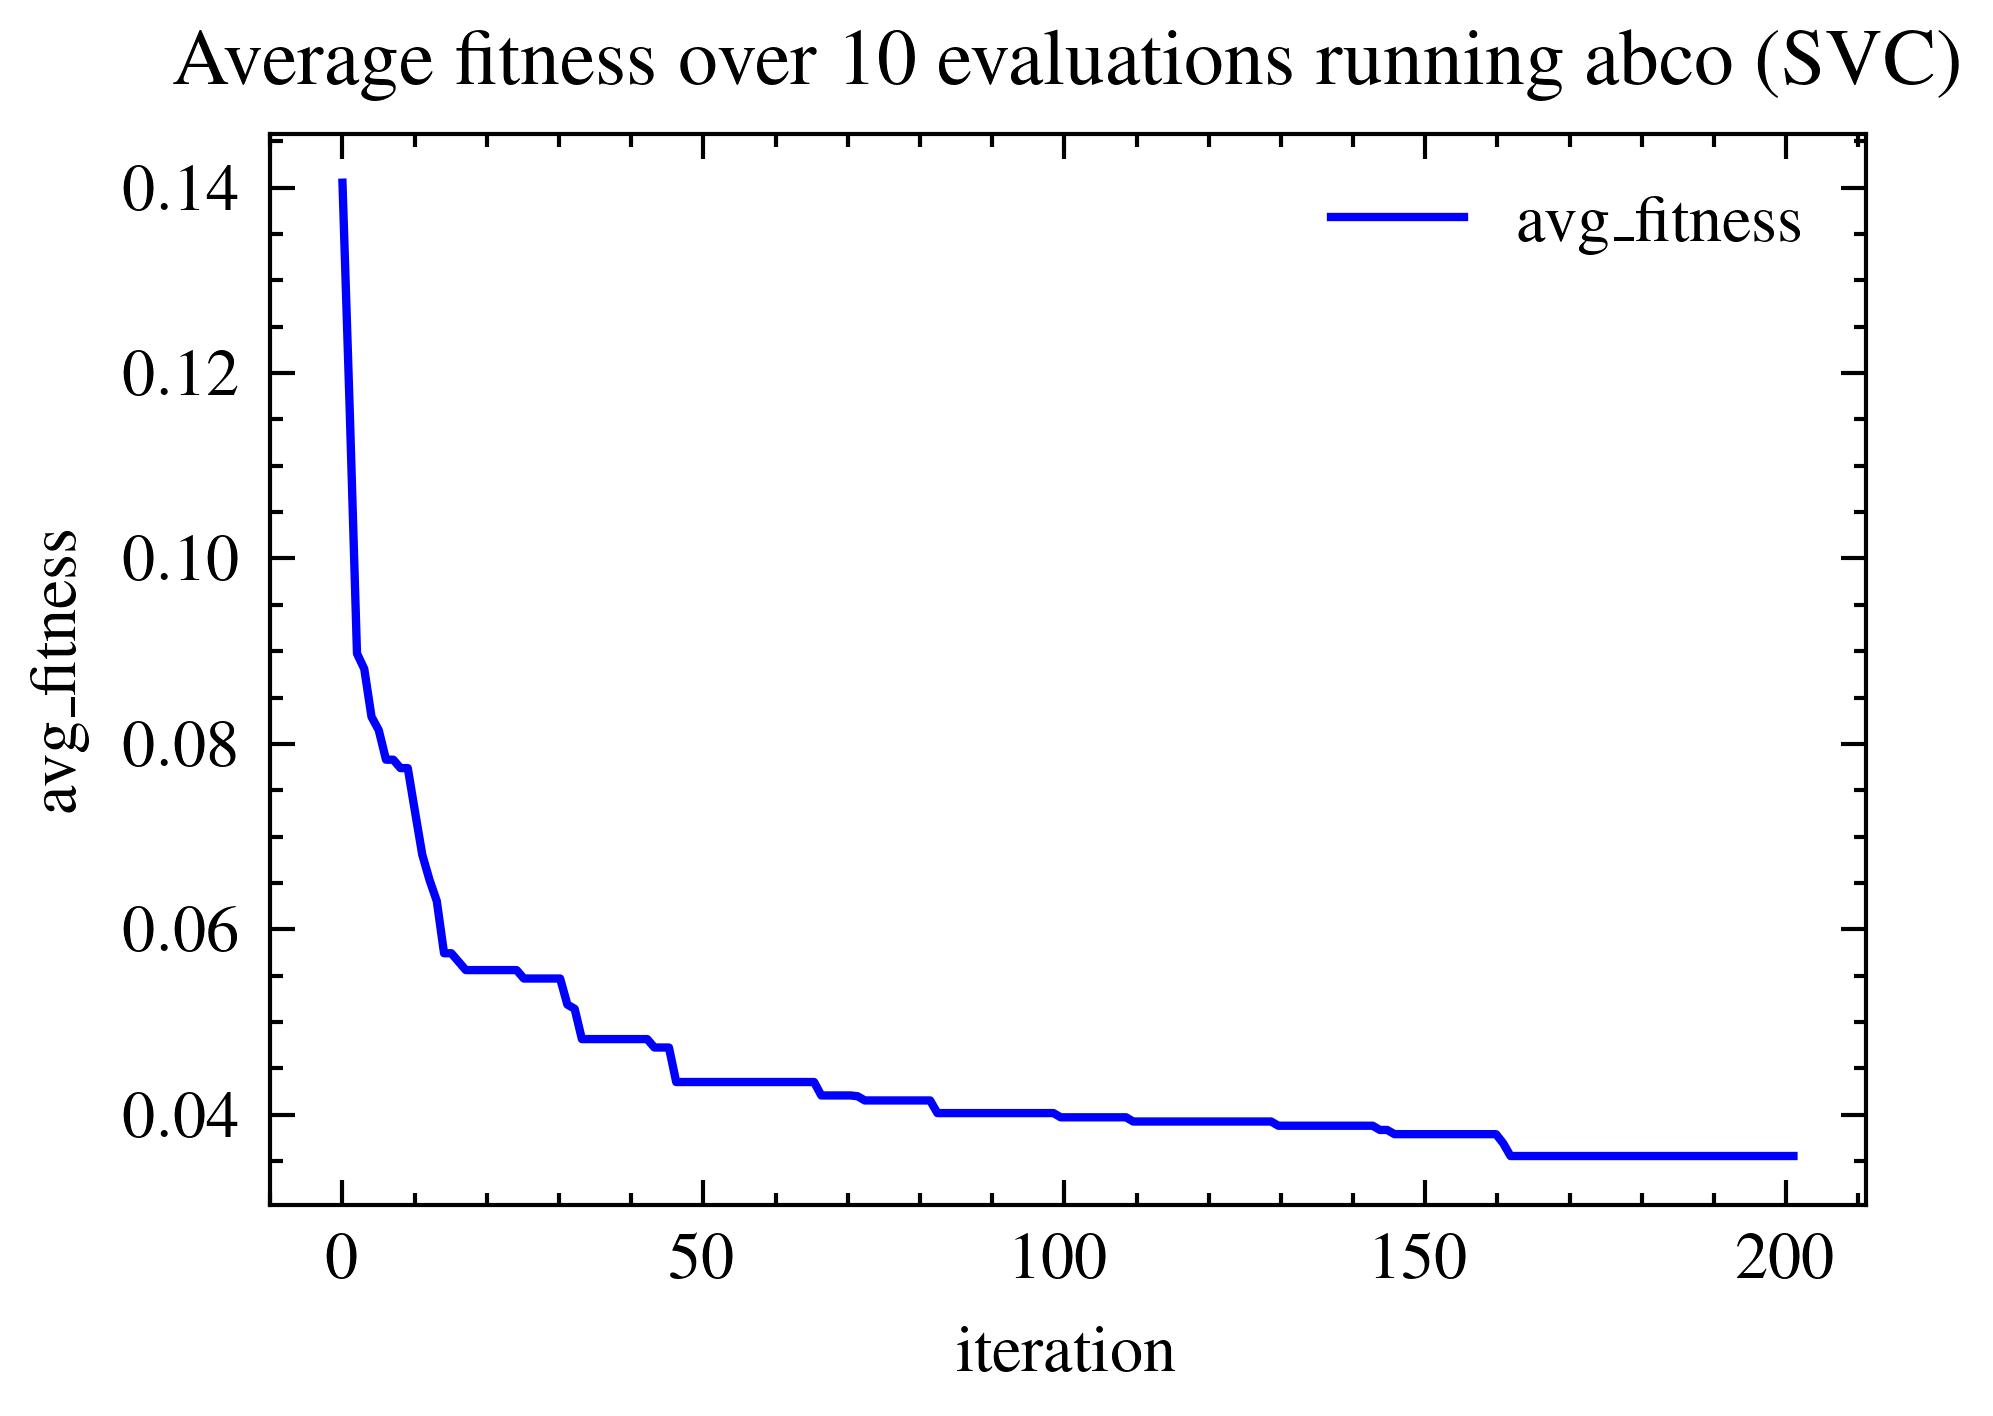 Average fitness over 10 evaluations running abco (SVC)
avg_fitness
0.14
0.12
0.10
0.08
0.06
0.04
avg_fitness
0 50 100 150 200
iteration